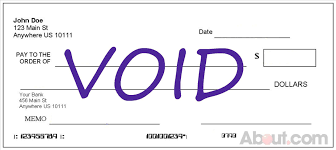 John Doe
123 Main St
Anywhere US 10111
Date
PAY TO THE
ORDER OF
$
VOID
DOLLARS
Your Bank
456 Main St
Anywhere US 10111
MEMO
About.com